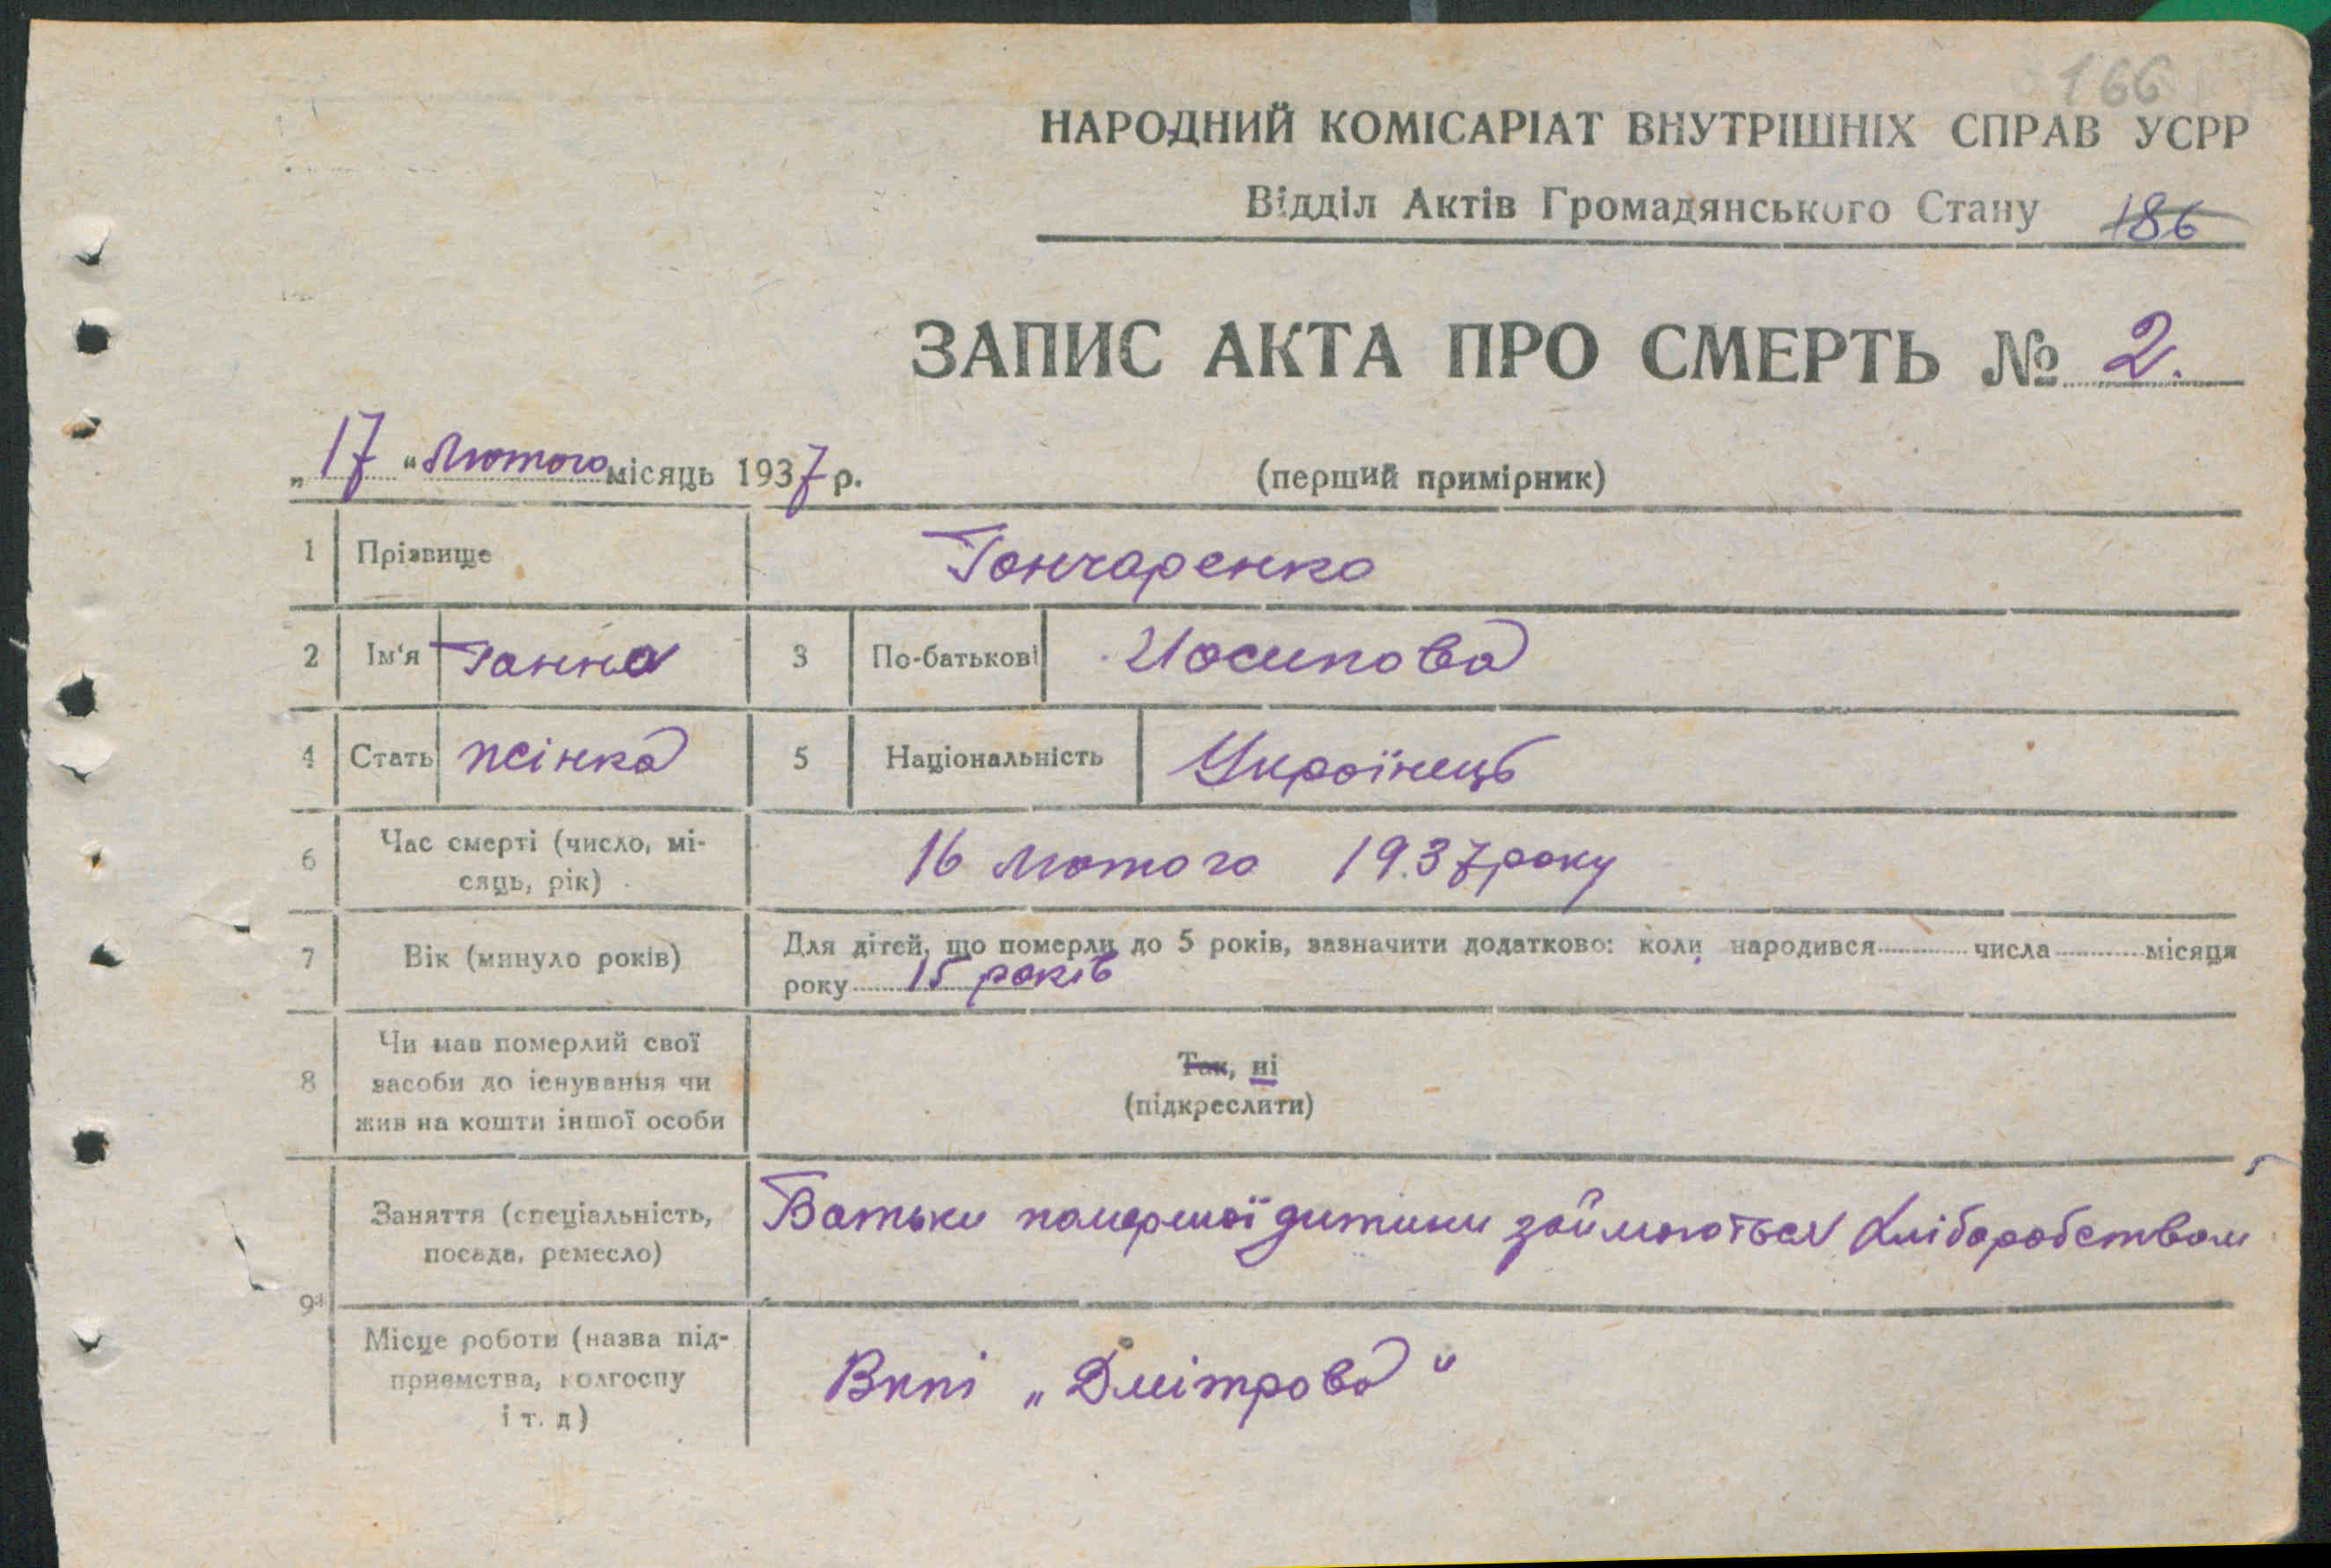 166
НАРОДНИЙ КОМІСАРІАТ ВНУТРІШНІХ СПРАВ УСРР
Відділ Актів Громадянського Стану 186
ЗАПИС АКТА ПРО СМЕРТЬ № 2.
„17“ Лютого місяць 1937 р. (перший примірник)
1 Прізвище Гончаренко
2 Ім'я Ганна 3 По-батькові Иосипова
4 Стать жінка 5 Національність Українець
6 Час смерті (число, мі-
сяць, рік) 16 Лютого 1937 року
7 Вік (минуло років) Для дітей, що померли до 5 років, зазначити додатково: коли народився числа місяця
року 15 років
8 Чи мав померлий свої
засоби до існування чи
жив на кошти іншої особи
Так, ні
(підкреслити)
9
Заняття (спеціальність,
посада, ремесло) Батьки помершої дитини займаються Хліборобством
Місце роботи (назва під-
приємства, колгоспу
і т. д) „Дмітрова“